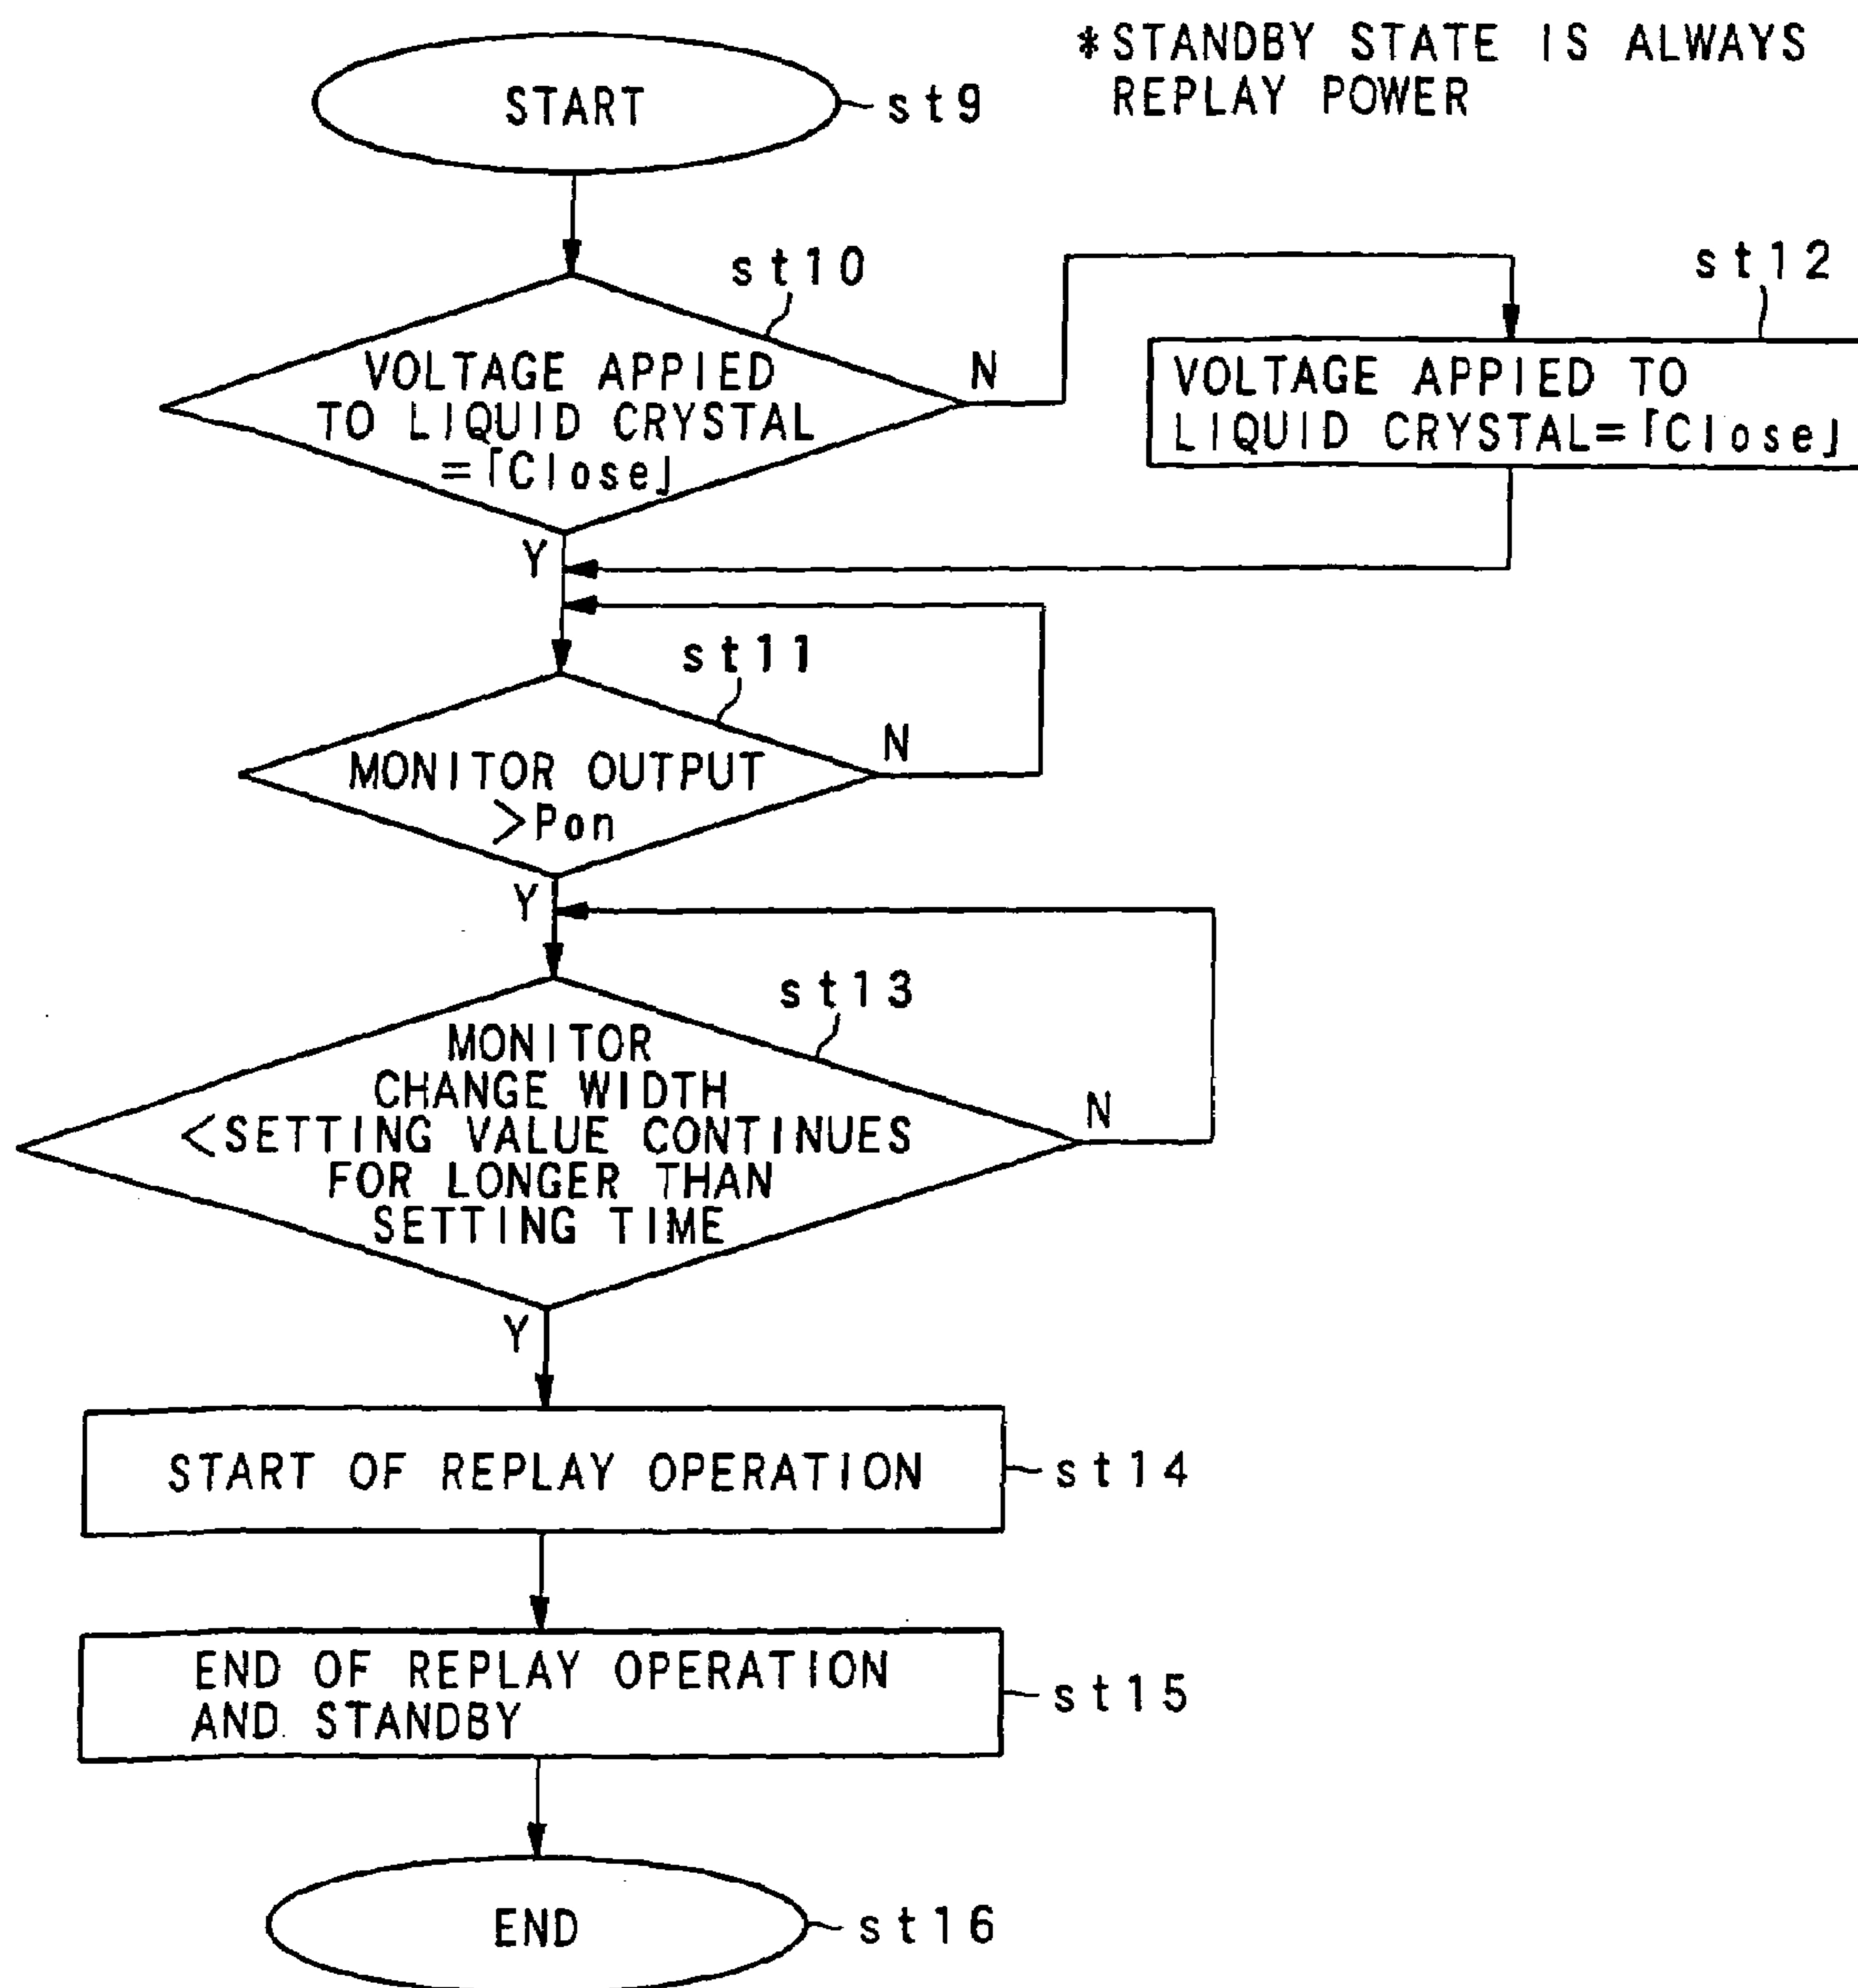 *STANDBY STATE IS ALWAYS
REPLAY POWER
START
st9
st10
VOLTAGE APPIED
TO LIQUID CRYSTAL
=「Close」
N
Y
st12
VOLTAGE APPIED TO
LIQUID CRYSTAL=「Close」
st11
MONITOR OUTPUT
>Pon
N
Y
st13
MONITOR
CHANGE WIDTH
<SETTING VALUE CONTINUES
FOR LONGER THAN
SETTING TIME
N
Y
START OF REPLAY OPERATION
st14
END OF REPLAY OPERATION
AND STANDBY
st15
END
st16